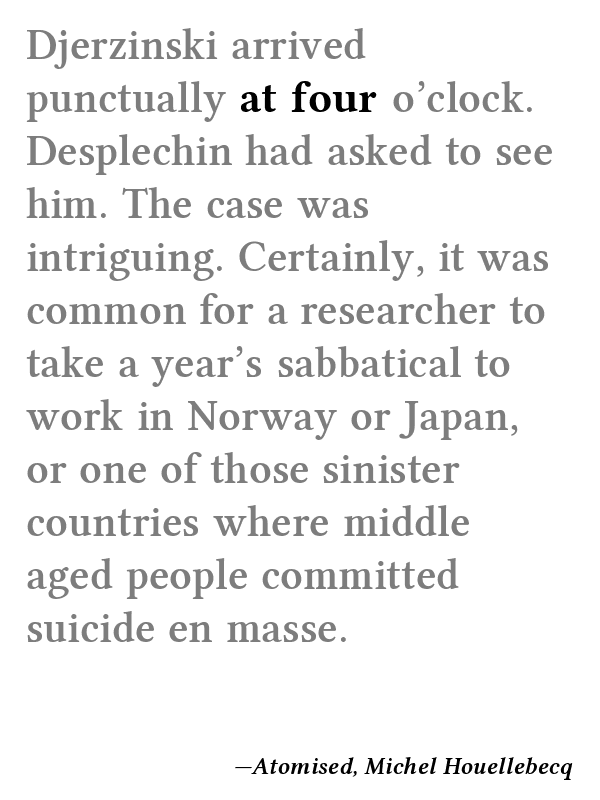 Djerzinski arrived
punctually at four o’clock.
Desplechin had asked to see
him. The case was
intriguing. Certainly, it was
common for a researcher to
take a year’s sabbatical to
work in Norway or Japan,
or one of those sinister
countries where middle
aged people committed
suicide en masse.
—Atomised, Michel Houellebecq